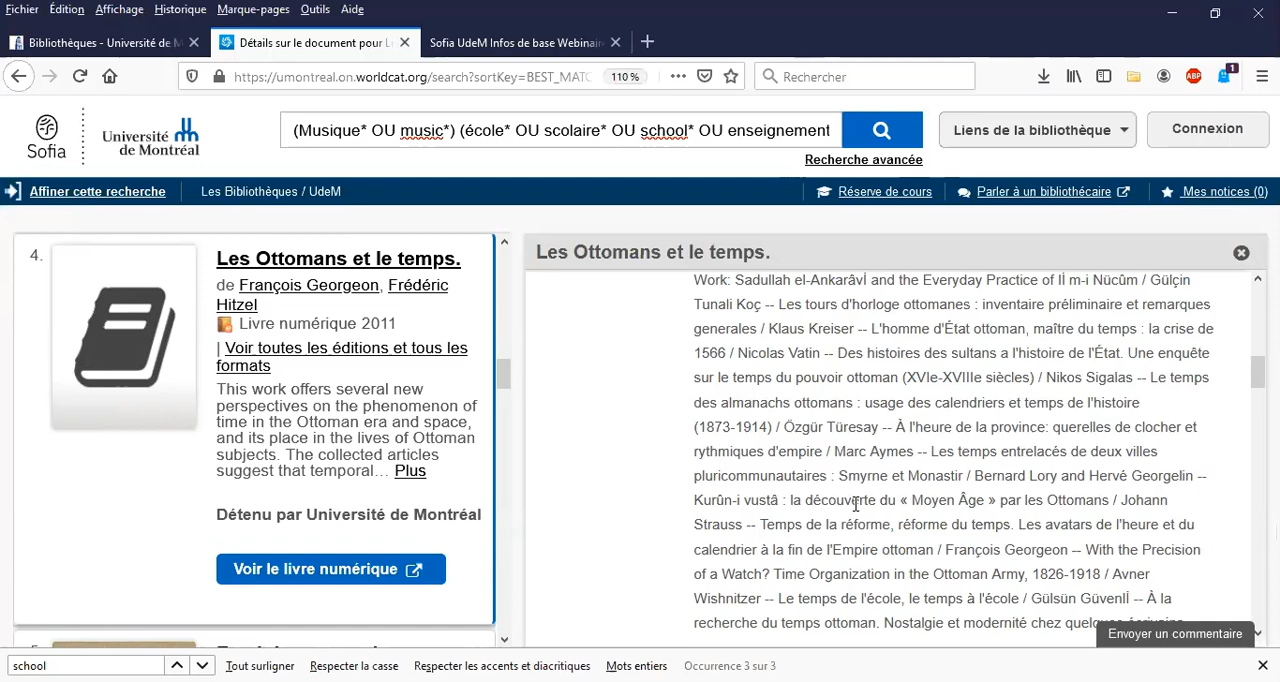 Fichier Édition Affichage Historique Marque-pages Outils Aide
Bibliothèques - Université de M
Détails sur le document pour L
Sofia UdeM Infos de base Webinair
https://umontreal.on.worldcat.org/search?sortKey=BEST_MATC
110 %
Rechercher
ABP
1
Sofia
Université de Montréal
(Musique* OU music*) (école* OU scolaire* OU school* OU enseignement
Liens de la bibliothèque
Connexion
Recherche avancée
Affiner cette recherche
Les Bibliothèques / UdeM
Réserve de cours
Parler à un bibliothécaire
Mes notices (0)
4.
Les Ottomans et le temps.
de François Georgeon, Frédéric
Hitzel
Livre numérique 2011
| Voir toutes les éditions et tous les
formats
This work offers several new
perspectives on the phenomenon of
time in the Ottoman era and space,
and its place in the lives of Ottoman
subjects. The collected articles
suggest that temporal... Plus
Détenu par Université de Montréal
Voir le livre numérique
Les Ottomans et le temps.
Work: Sadullah el-Ankarâvİ and the Everyday Practice of İl m-i Nücûm / Gülçin
Tunali Koç -- Les tours d'horloge ottomanes : inventaire préliminaire et remarques
generales / Klaus Kreiser -- L'homme d'État ottoman, maître du temps : la crise de
1566 / Nicolas Vatin -- Des histoires des sultans a l'histoire de l'État. Une enquête
sur le temps du pouvoir ottoman (XVIe-XVIIIe siècles) / Nikos Sigalas -- Le temps
des almanachs ottomans : usage des calendriers et temps de l'histoire
(1873-1914) / Özgür Türesay -- À l'heure de la province: querelles de clocher et
rythmiques d'empire / Marc Aymes -- Les temps entrelacés de deux villes
pluricommunautaires : Smyrne et Monastir / Bernard Lory and Hervé Georgelin --
Kurûn-i vustâ : la découverte du « Moyen Âge » par les Ottomans / Johann
Strauss -- Temps de la réforme, réforme du temps. Les avatars de l'heure et du
calendrier à la fin de l'Empire ottoman / François Georgeon -- With the Precision
of a Watch? Time Organization in the Ottoman Army, 1826-1918 / Avner
Wishnitzer -- Le temps de l'école, le temps à l'école / Gülsün Güvenlİ -- À la
recherche du temps ottoman. Nostalgie et modernité chez quelques écrivains
Envoyer un commentaire
school
Tout surligner
Respecter la casse
Respecter les accents et diacritiques
Mots entiers
Occurrence 3 sur 3